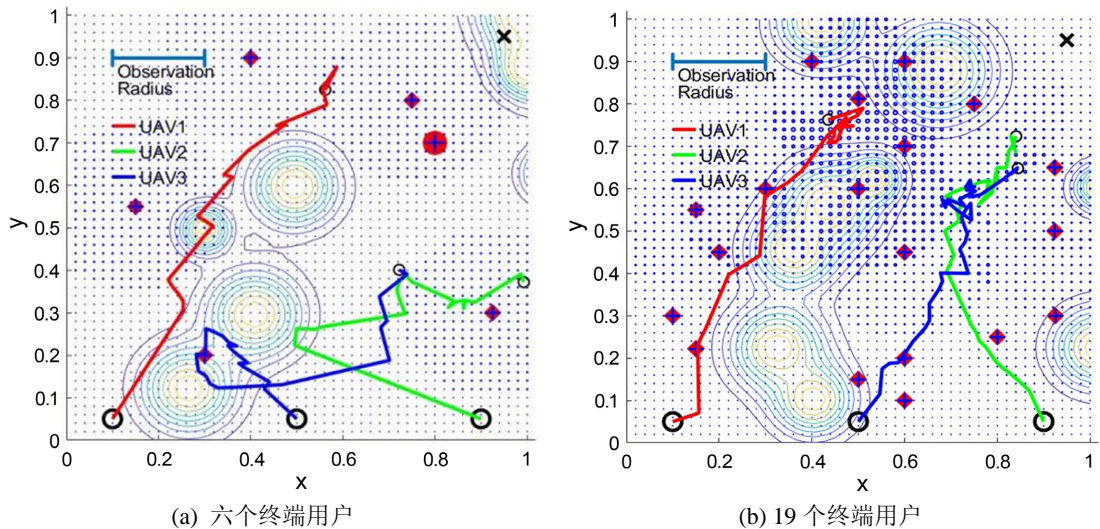 1
0.9
0.8
0.7
0.6
0.5
0.4
0.3
0.2
0.1
0
y
Observation
Radius
UAV1
UAV2
UAV3
0 0.2 0.4 0.6 0.8 1
x
(a) 六个终端用户
1
0.9
0.8
0.7
0.6
0.5
0.4
0.3
0.2
0.1
0
y
Observation
Radius
UAV1
UAV2
UAV3
0 0.2 0.4 0.6 0.8 1
x
(b) 19 个终端用户